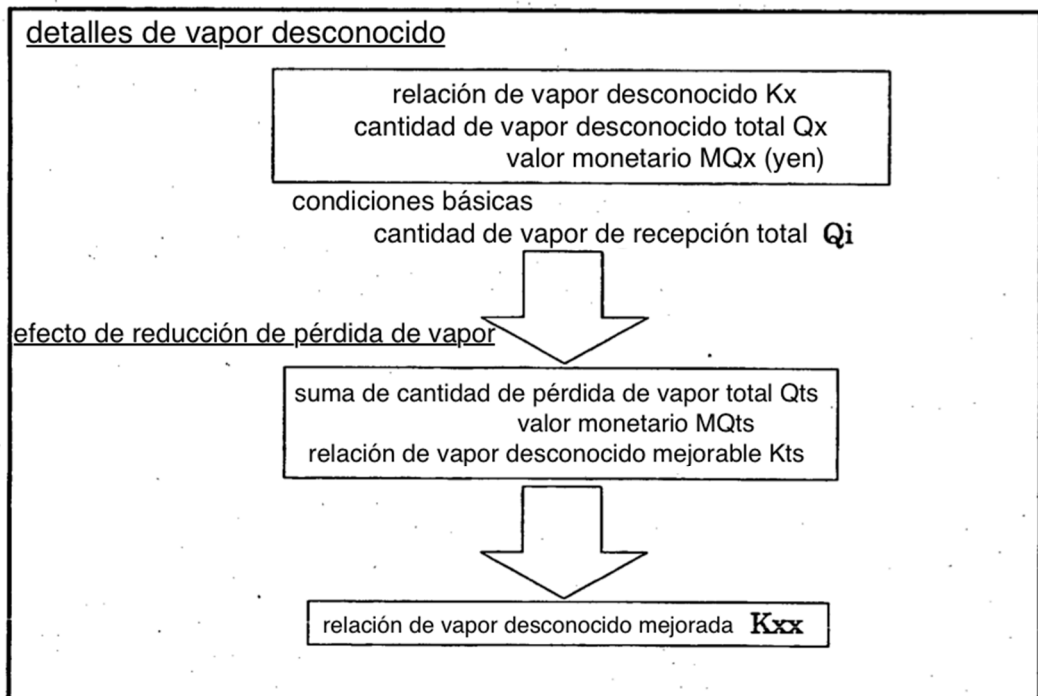 detalles de vapor desconocido
relación de vapor desconocido Kx
cantidad de vapor desconocido total Qx
valor monetario MQx (yen)
condiciones básicas
cantidad de vapor de recepción total Qi
efecto de reducción de pérdida de vapor
suma de cantidad de pérdida de vapor total Qts
valor monetario MQts
relación de vapor desconocido mejorable Kts
relación de vapor desconocido mejorada Kxx